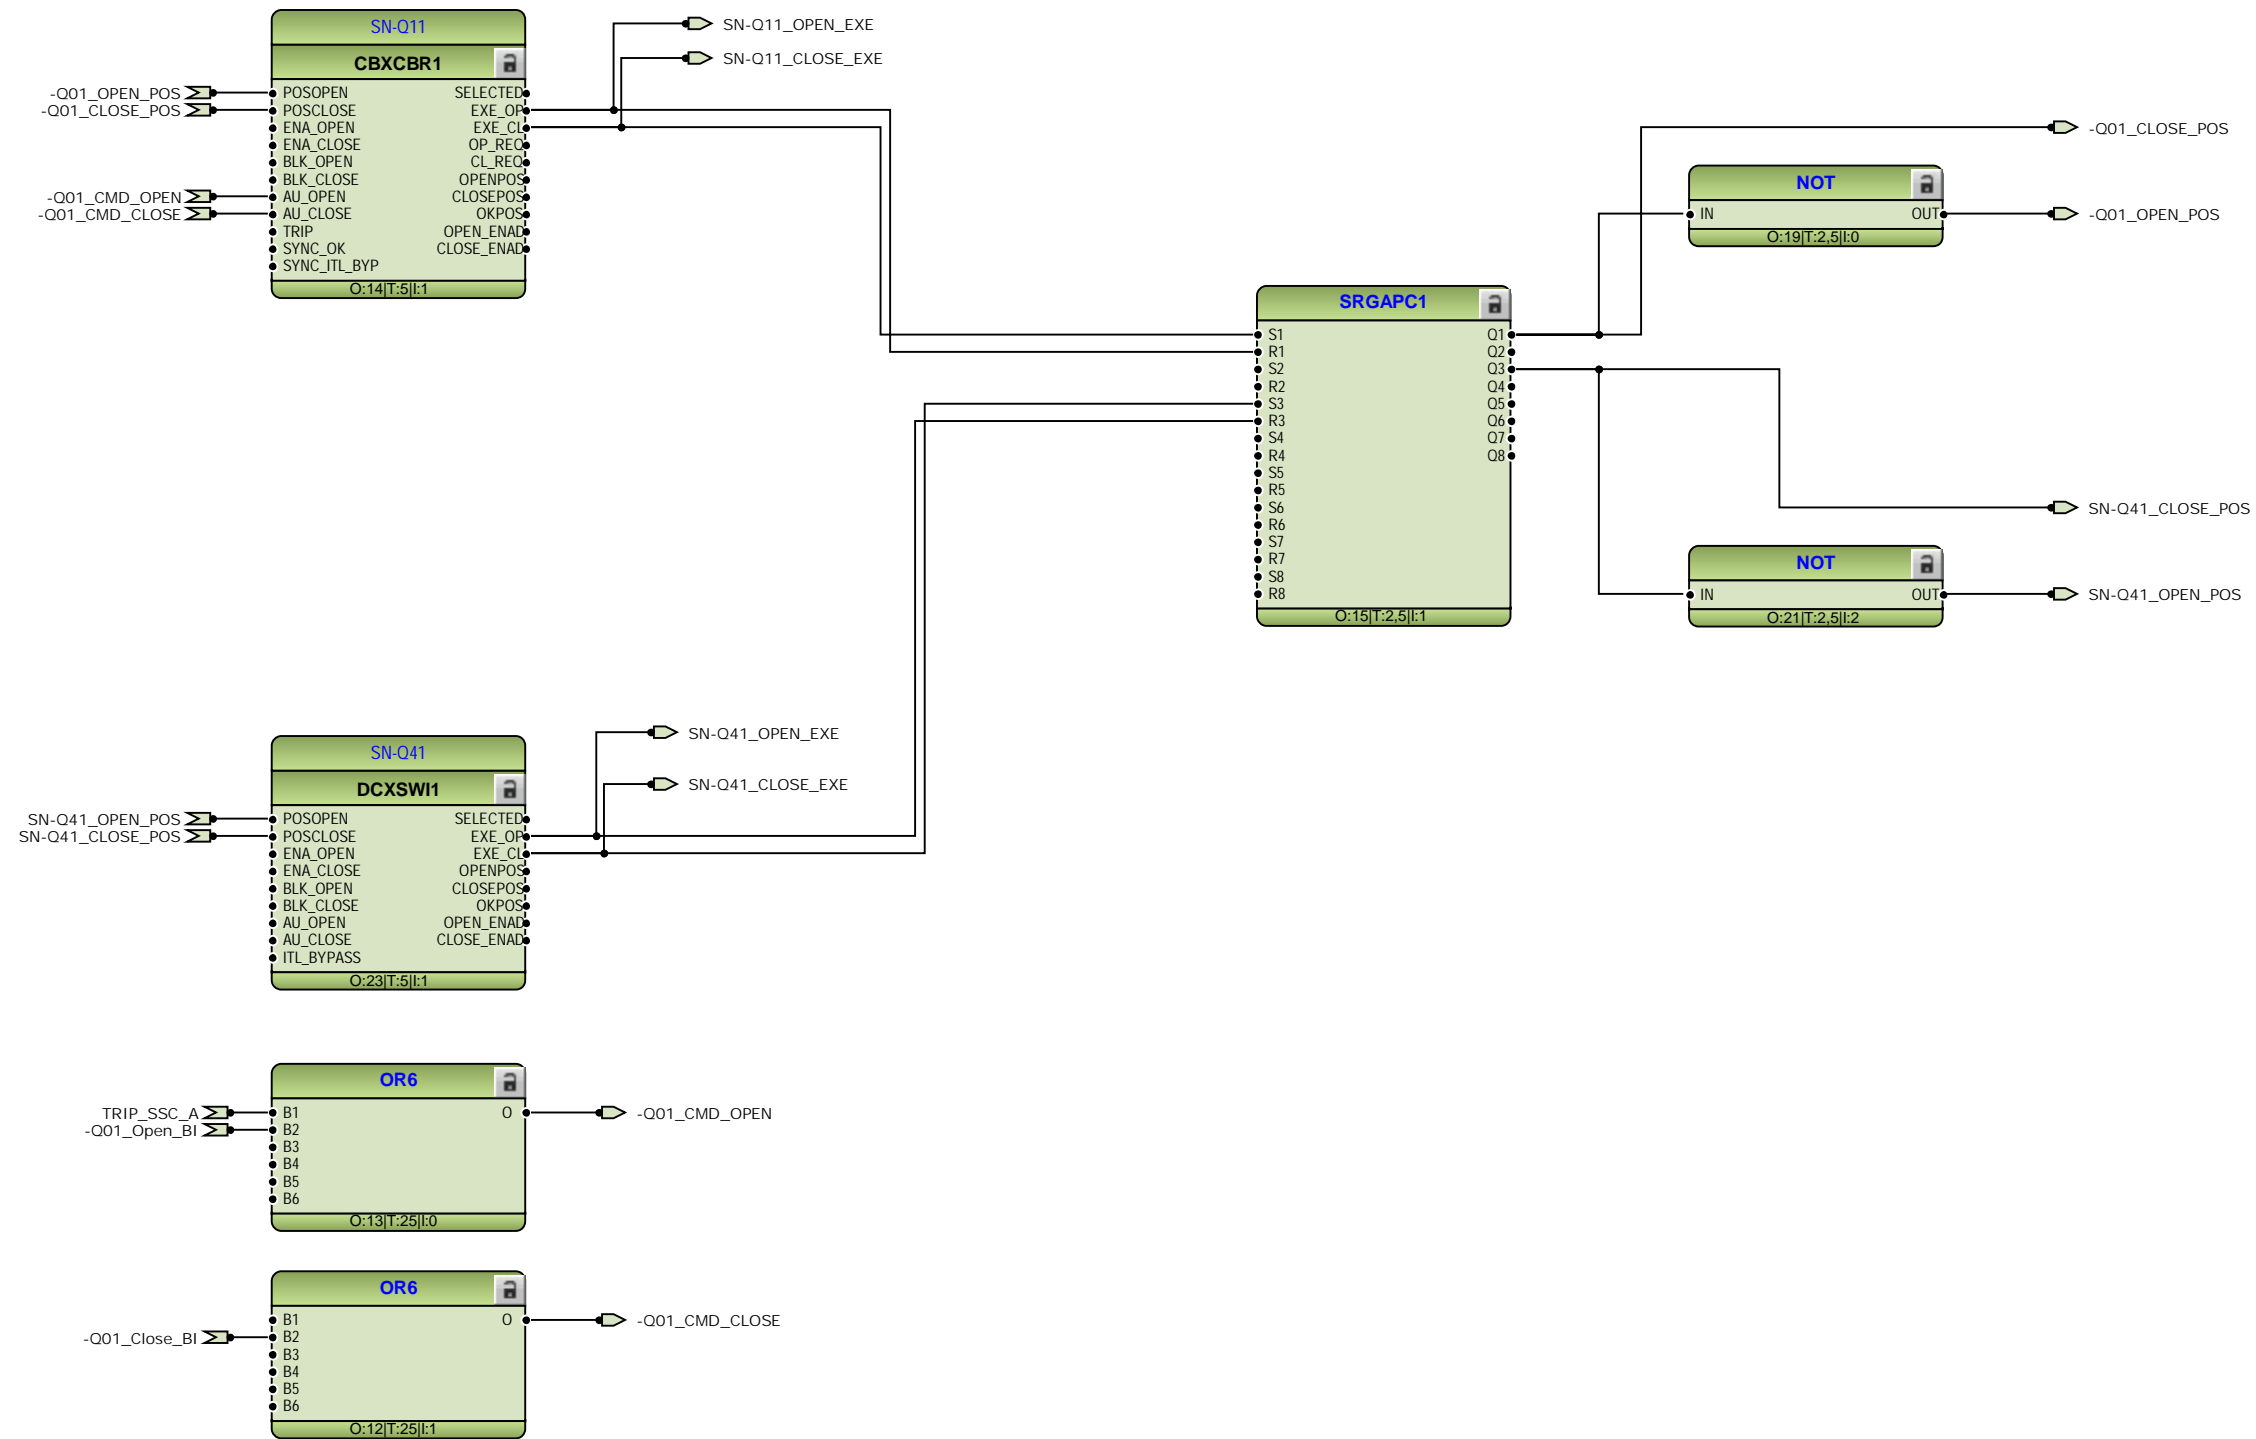 SN-Q11
CBXCBR1
-Q01_OPEN_POS
-Q01_CLOSE_POS
-Q01_CMD_OPEN
-Q01_CMD_CLOSE
POSOPEN SELECTED
POSCLOSE EXE_OP
ENA_OPEN EXE_CL
ENA_CLOSE OP_REQ
BLK_OPEN CL_REQ
BLK_CLOSE OPENPOS
AU_OPEN CLOSEPOS
AU_CLOSE OKPOS
TRIP OPEN_ENAD
SYNC_OK CLOSE_ENAD
SYNC_ITL_BYP
O:14|T:5|I:1
SN-Q11_OPEN_EXE
SN-Q11_CLOSE_EXE
SRGAPC1
S1 Q1
R1 Q2
S2 Q3
R2 Q4
S3 Q5
R3 Q6
S4 Q7
R4 Q8
S5
R5
S6
R6
S7
R7
S8
R8
O:15|T:2,5|I:1
-Q01_CLOSE_POS
NOT
IN OUT
O:19|T:2,5|I:0
-Q01_OPEN_POS
SN-Q41_CLOSE_POS
NOT
IN OUT
O:21|T:2,5|I:2
SN-Q41_OPEN_POS
SN-Q41
DCXSWI1
SN-Q41_OPEN_POS
SN-Q41_CLOSE_POS
POSOPEN SELECTED
POSCLOSE EXE_OP
ENA_OPEN EXE_CL
ENA_CLOSE OPENPOS
BLK_OPEN CLOSEPOS
BLK_CLOSE OKPOS
AU_OPEN OPEN_ENAD
AU_CLOSE CLOSE_ENAD
ITL_BYPASS
O:23|T:5|I:1
SN-Q41_OPEN_EXE
SN-Q41_CLOSE_EXE
OR6
TRIP_SSC_A
-Q01_Open_BI
B1 O
B2
B3
B4
B5
B6
O:13|T:25|I:0
-Q01_CMD_OPEN
OR6
-Q01_Close_BI
B1 O
B2
B3
B4
B5
B6
O:12|T:25|I:1
-Q01_CMD_CLOSE